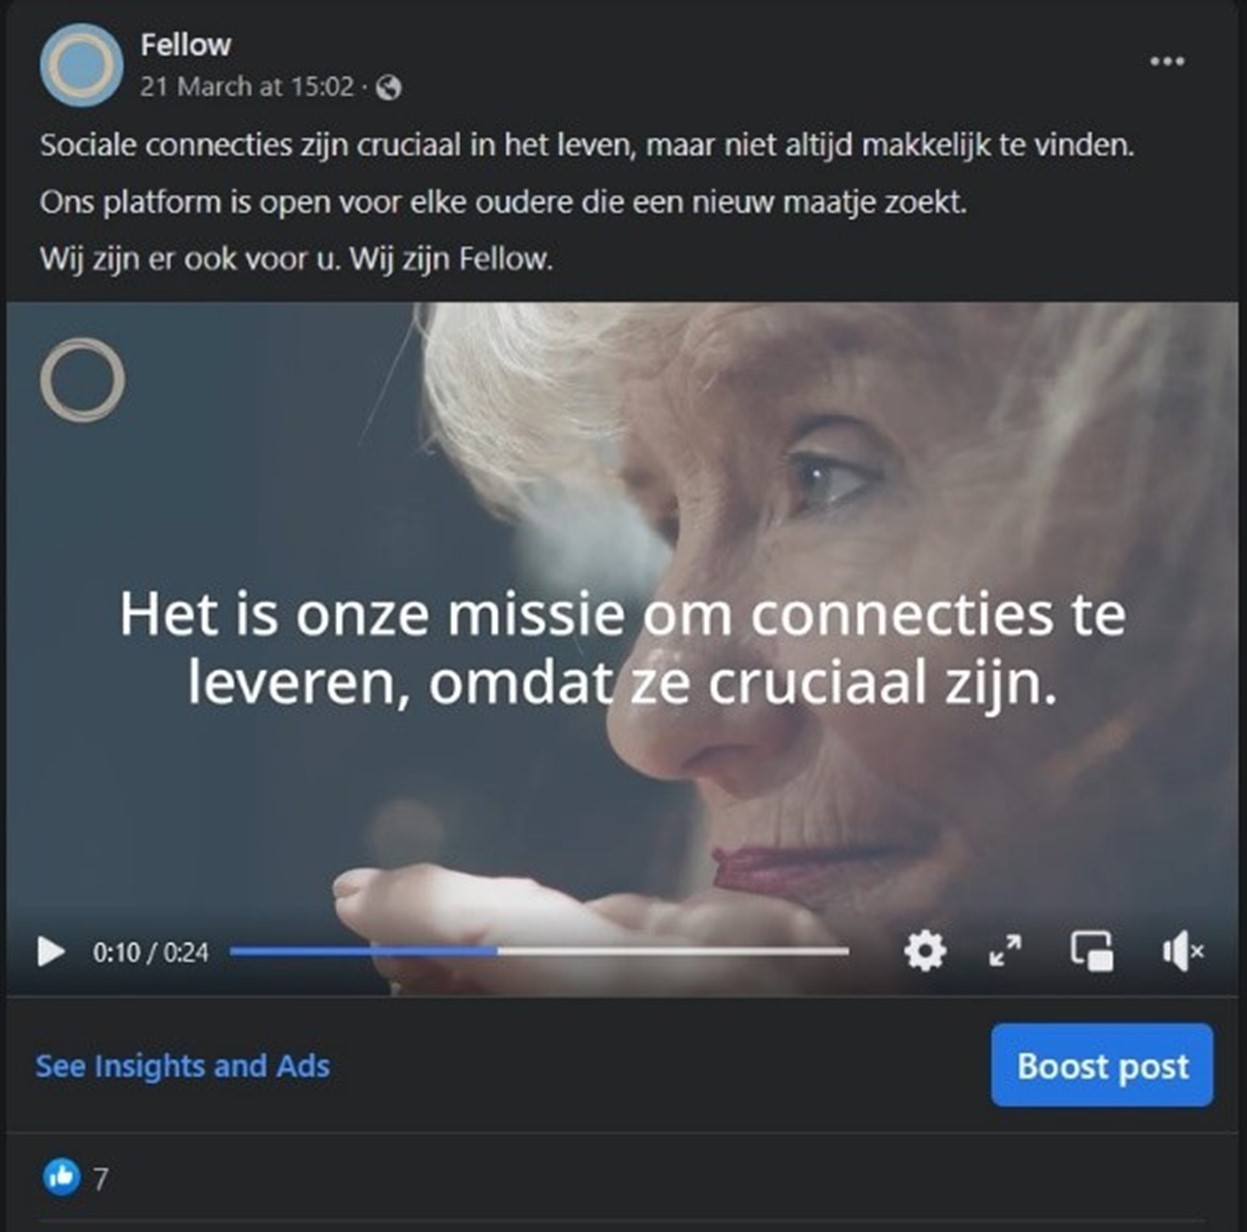 Fellow
21 March at 15:02 ·
Sociale connecties zijn cruciaal in het leven, maar niet altijd makkelijk te vinden.
Ons platform is open voor elke oudere die een nieuw maatje zoekt.
Wij zijn er ook voor u. Wij zijn Fellow.
Het is onze missie om connecties te
leveren, omdat ze cruciaal zijn.
0:10 / 0:24
See Insights and Ads
Boost post
7